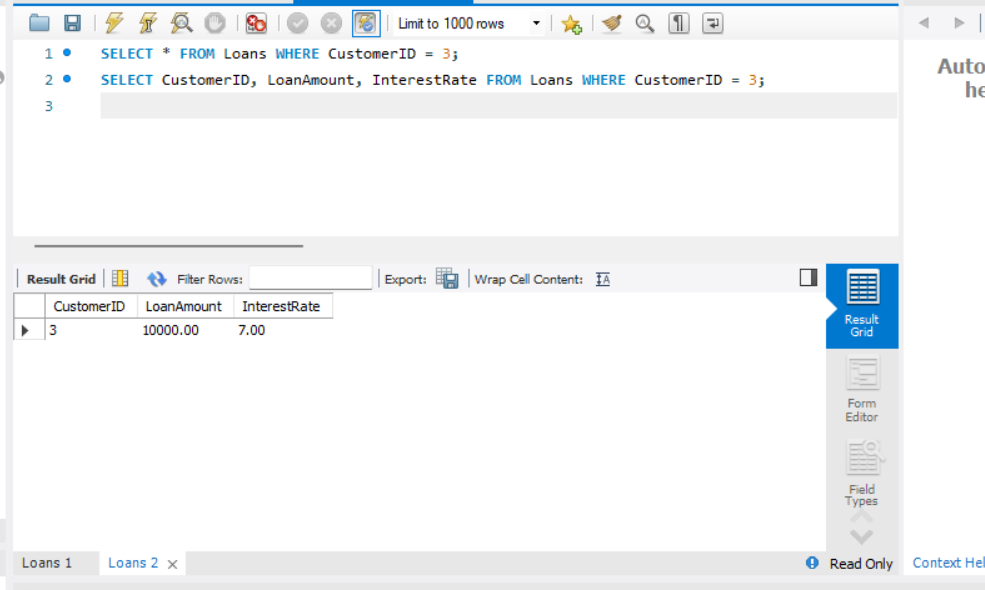 Limit to 1000 rows
1 SELECT * FROM Loans WHERE CustomerID = 3;
2 SELECT CustomerID, LoanAmount, InterestRate FROM Loans WHERE CustomerID = 3;
3
Auto
he
Result Grid Filter Rows: Export: Wrap Cell Content: IA
CustomerID LoanAmount InterestRate
3 10000.00 7.00
Result
Grid
Form
Editor
Field
Types
Loans 1 Loans 2 Read Only Context Hel